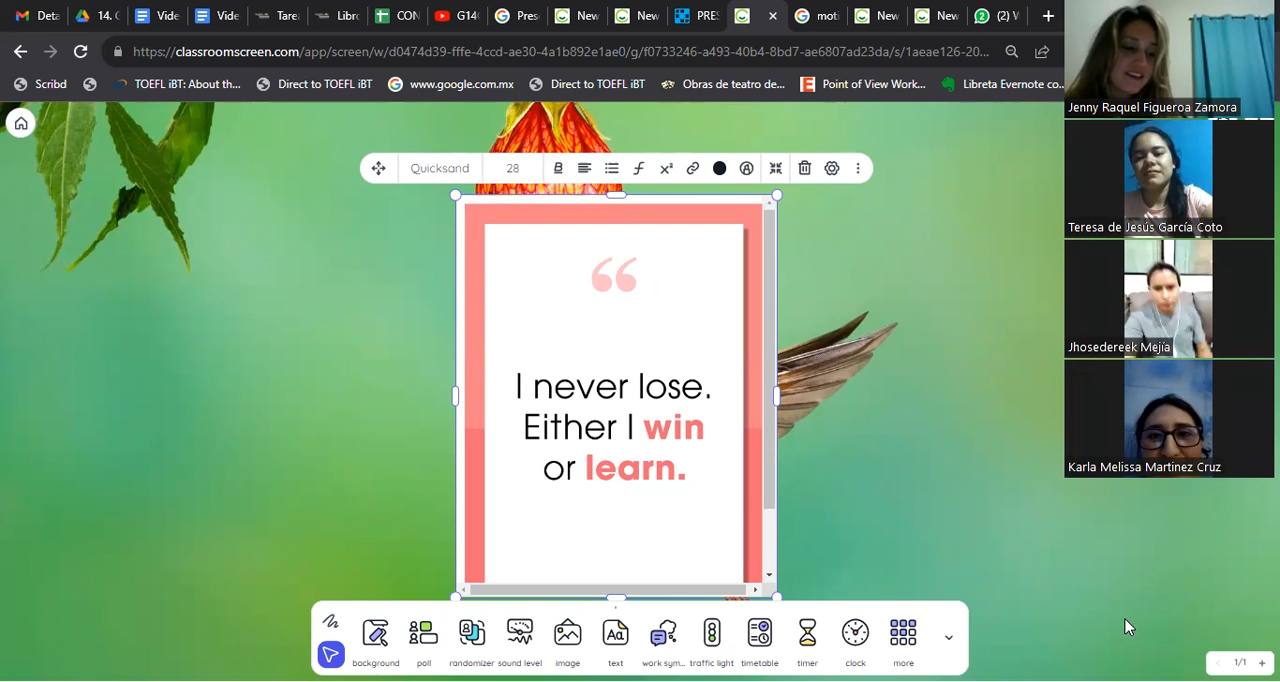 Deta
14. C
Vide
Vide
Tare
Libro
CON
G14
Pres
New
New
PRE
moti
New
New
(2) W
https://classroomscreen.com/app/screen/w/d0474d39-fffe-4ccd-ae30-4a1b892e1ae0/g/f0733246-a493-40b4-8bd7-ae6807ad23da/s/1aeae126-20...
Scribd
TOEFL iBT: About th...
Direct to TOEFL iBT
www.google.com.mx
Direct to TOEFL iBT
Obras de teatro de...
Point of View Work...
Libreta Evernote co...
Jenny Raquel Figueroa Zamora
Teresa de Jesús García Coto
Jhosedereek Mejía
Karla Melissa Martinez Cruz
Quicksand 28
“
I never lose.
Either I win
or learn.
background poll randomizer sound level image text work sym... traffic light timetable timer clock more
1/1